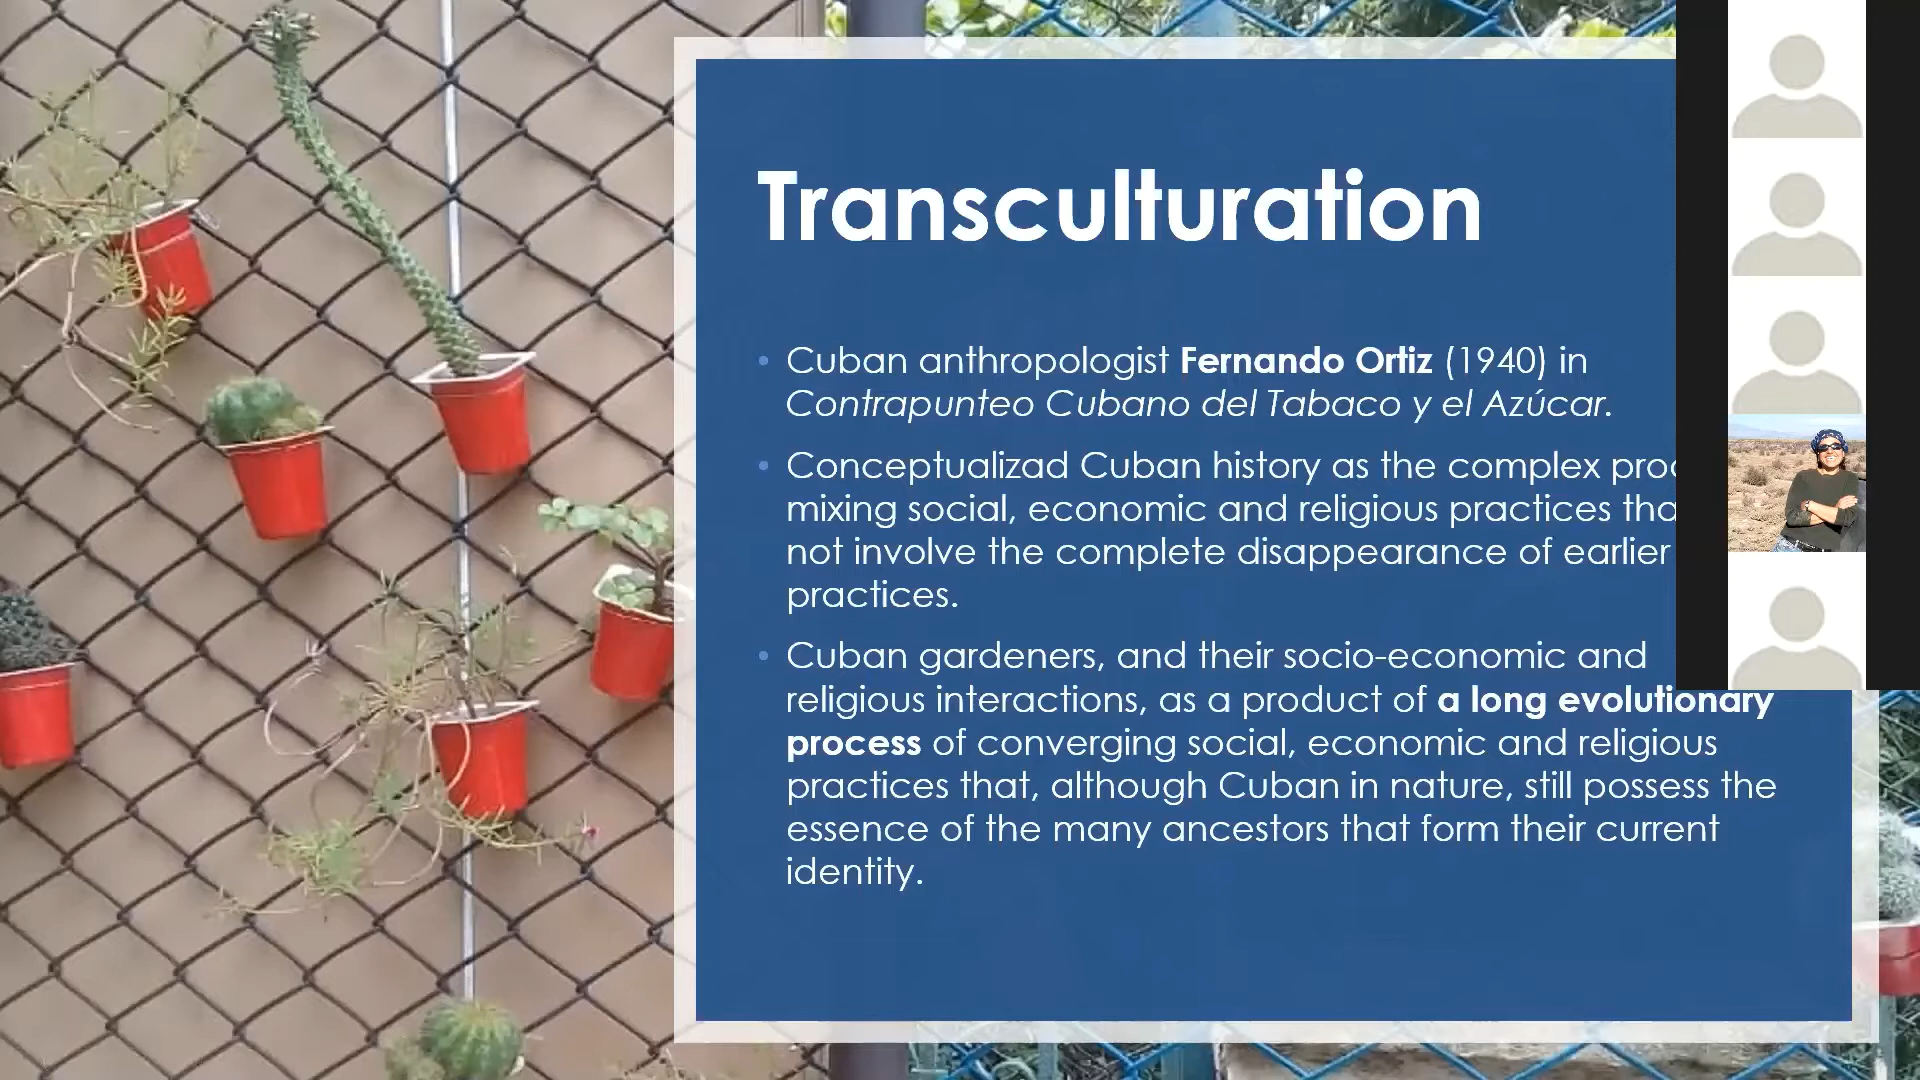 Transculturation
• Cuban anthropologist Fernando Ortiz (1940) in
Contrapunteo Cubano del Tabaco y el Azúcar.
• Conceptualizad Cuban history as the complex
mixing social, economic and religious practices
not involve the complete disappearance of earlier
practices.
• Cuban gardeners, and their socio-economic and
religious interactions, as a product of a long evolutionary
process of converging social, economic and religious
practices that, although Cuban in nature, still possess the
essence of the many ancestors that form their current
identity.